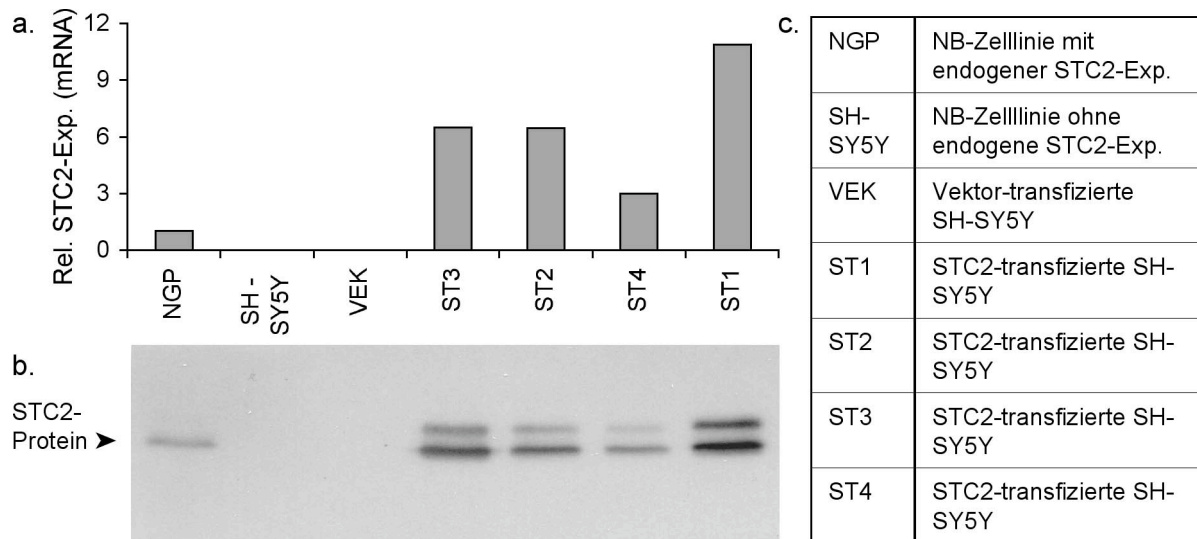 a.
Rel. STC2-Exp. (mRNA)
12
9
6
3
0
NGP
SH -
SY5Y
VEK
ST3
ST2
ST4
ST1
b.
STC2-
Protein
c.
NGP
NB-Zelllinie mit
endogener STC2-Exp.
SH-
SY5Y
NB-Zellllinie ohne
endogene STC2-Exp.
VEK
Vektor-transfizierte
SH-SY5Y
ST1
STC2-transfizierte SH-
SY5Y
ST2
STC2-transfizierte SH-
SY5Y
ST3
STC2-transfizierte SH-
SY5Y
ST4
STC2-transfizierte SH-
SY5Y